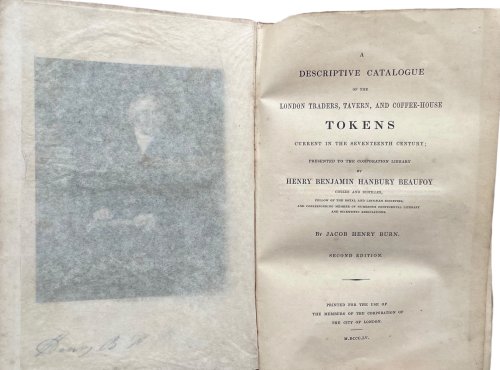 A
DESCRIPTIVE CATALOGUE
OF THE
LONDON TRADERS, TAVERN, AND COFFEE-HOUSE
TOKENS
CURRENT IN THE SEVENTEENTH CENTURY;
PRESENTED TO THE CORPORATION LIBRARY
BY
HENRY BENJAMIN HANBURY BEAUFOY
CITIZEN AND DISTILLER,
FELLOW OF THE ROYAL AND LINNÆAN SOCIETIES,
AND CORRESPONDING MEMBER OF NUMEROUS CONTINENTAL LITERARY
AND SCIENTIFIC ASSOCIATIONS.
BY JACOB HENRY BURN.
SECOND EDITION.
PRINTED FOR THE USE OF
THE MEMBERS OF THE CORPORATION OF
THE CITY OF LONDON.
M.DCCC.LV.
Henry B